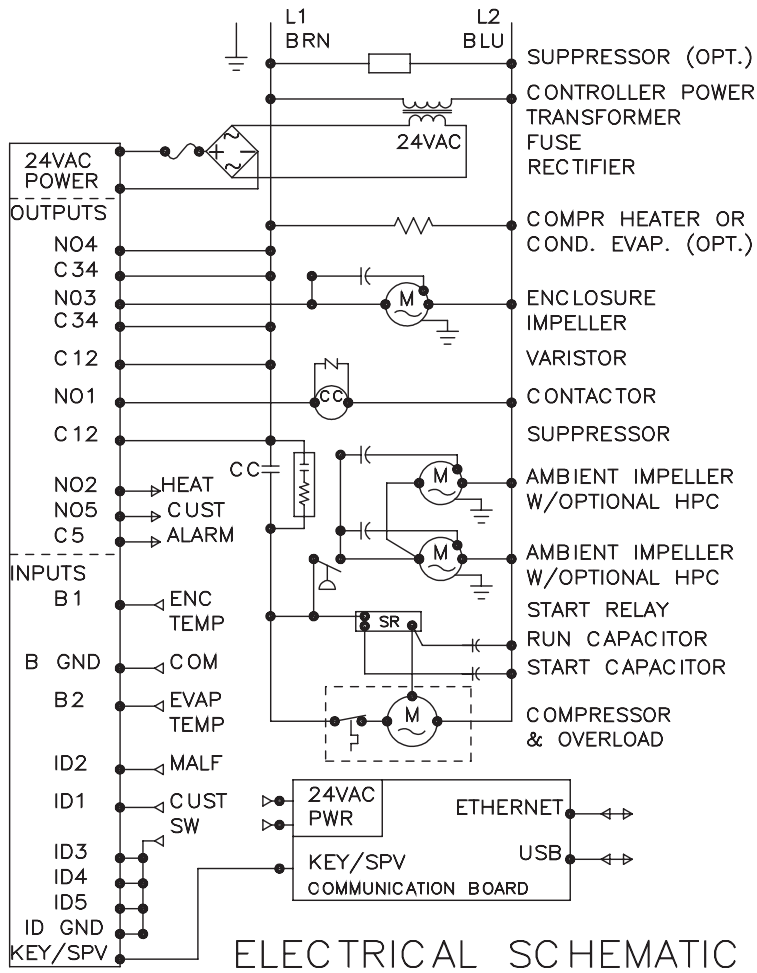 L1
BRN
L2
BLU
SUPPRESSOR (OPT.)
CONTROLLER POWER
TRANSFORMER
FUSE
RECTIFIER
24VAC
24VAC
POWER
OUTPUTS
NO4
C34
NO3
C34
C12
NO1
C12
NO2
HEAT
NO5
CUST
C5
ALARM
COMPR HEATER OR
COND. EVAP. (OPT.)
M
ENCLOSURE
IMPELLER
VARISTOR
CC
CONTACTOR
SUPPRESSOR
CC
M
AMBIENT IMPELLER
W/OPTIONAL HPC
M
AMBIENT IMPELLER
W/OPTIONAL HPC
INPUTS
B1
ENC
TEMP
B GND
COM
B2
EVAP
TEMP
ID2
MALF
ID1
CUST
SW
ID3
ID4
ID5
ID GND
KEY/SPV
START RELAY
SR
RUN CAPACITOR
START CAPACITOR
M
COMPRESSOR
& OVERLOAD
24VAC
PWR
ETHERNET
USB
KEY/SPV
COMMUNICATION BOARD
ELECTRICAL SCHEMATIC